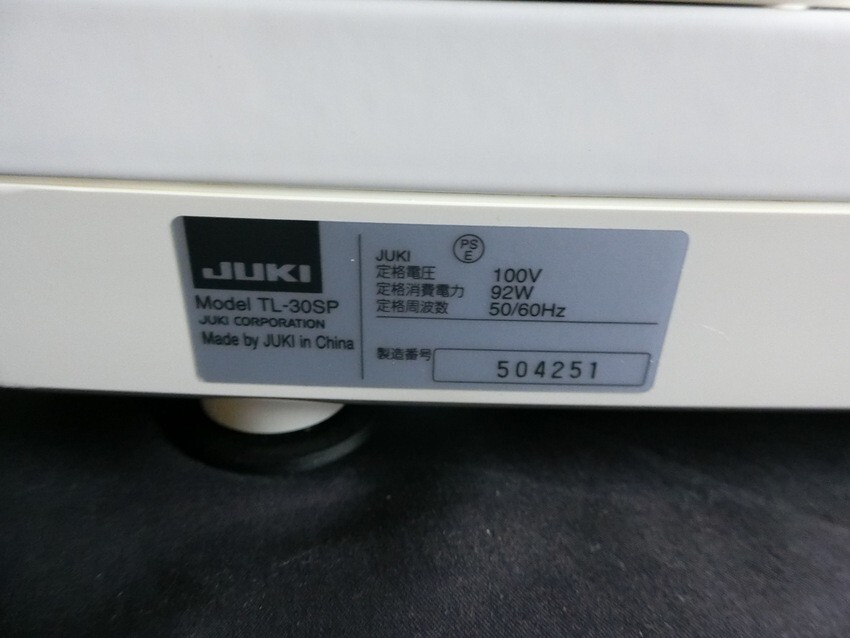 JUKI
Model TL-30SP
JUKI CORPORATION
Made by JUKI in China
PS
E
JUKI
定格電圧 100V
定格消費電力 92W
定格周波数 50/60Hz
製造番号 504251